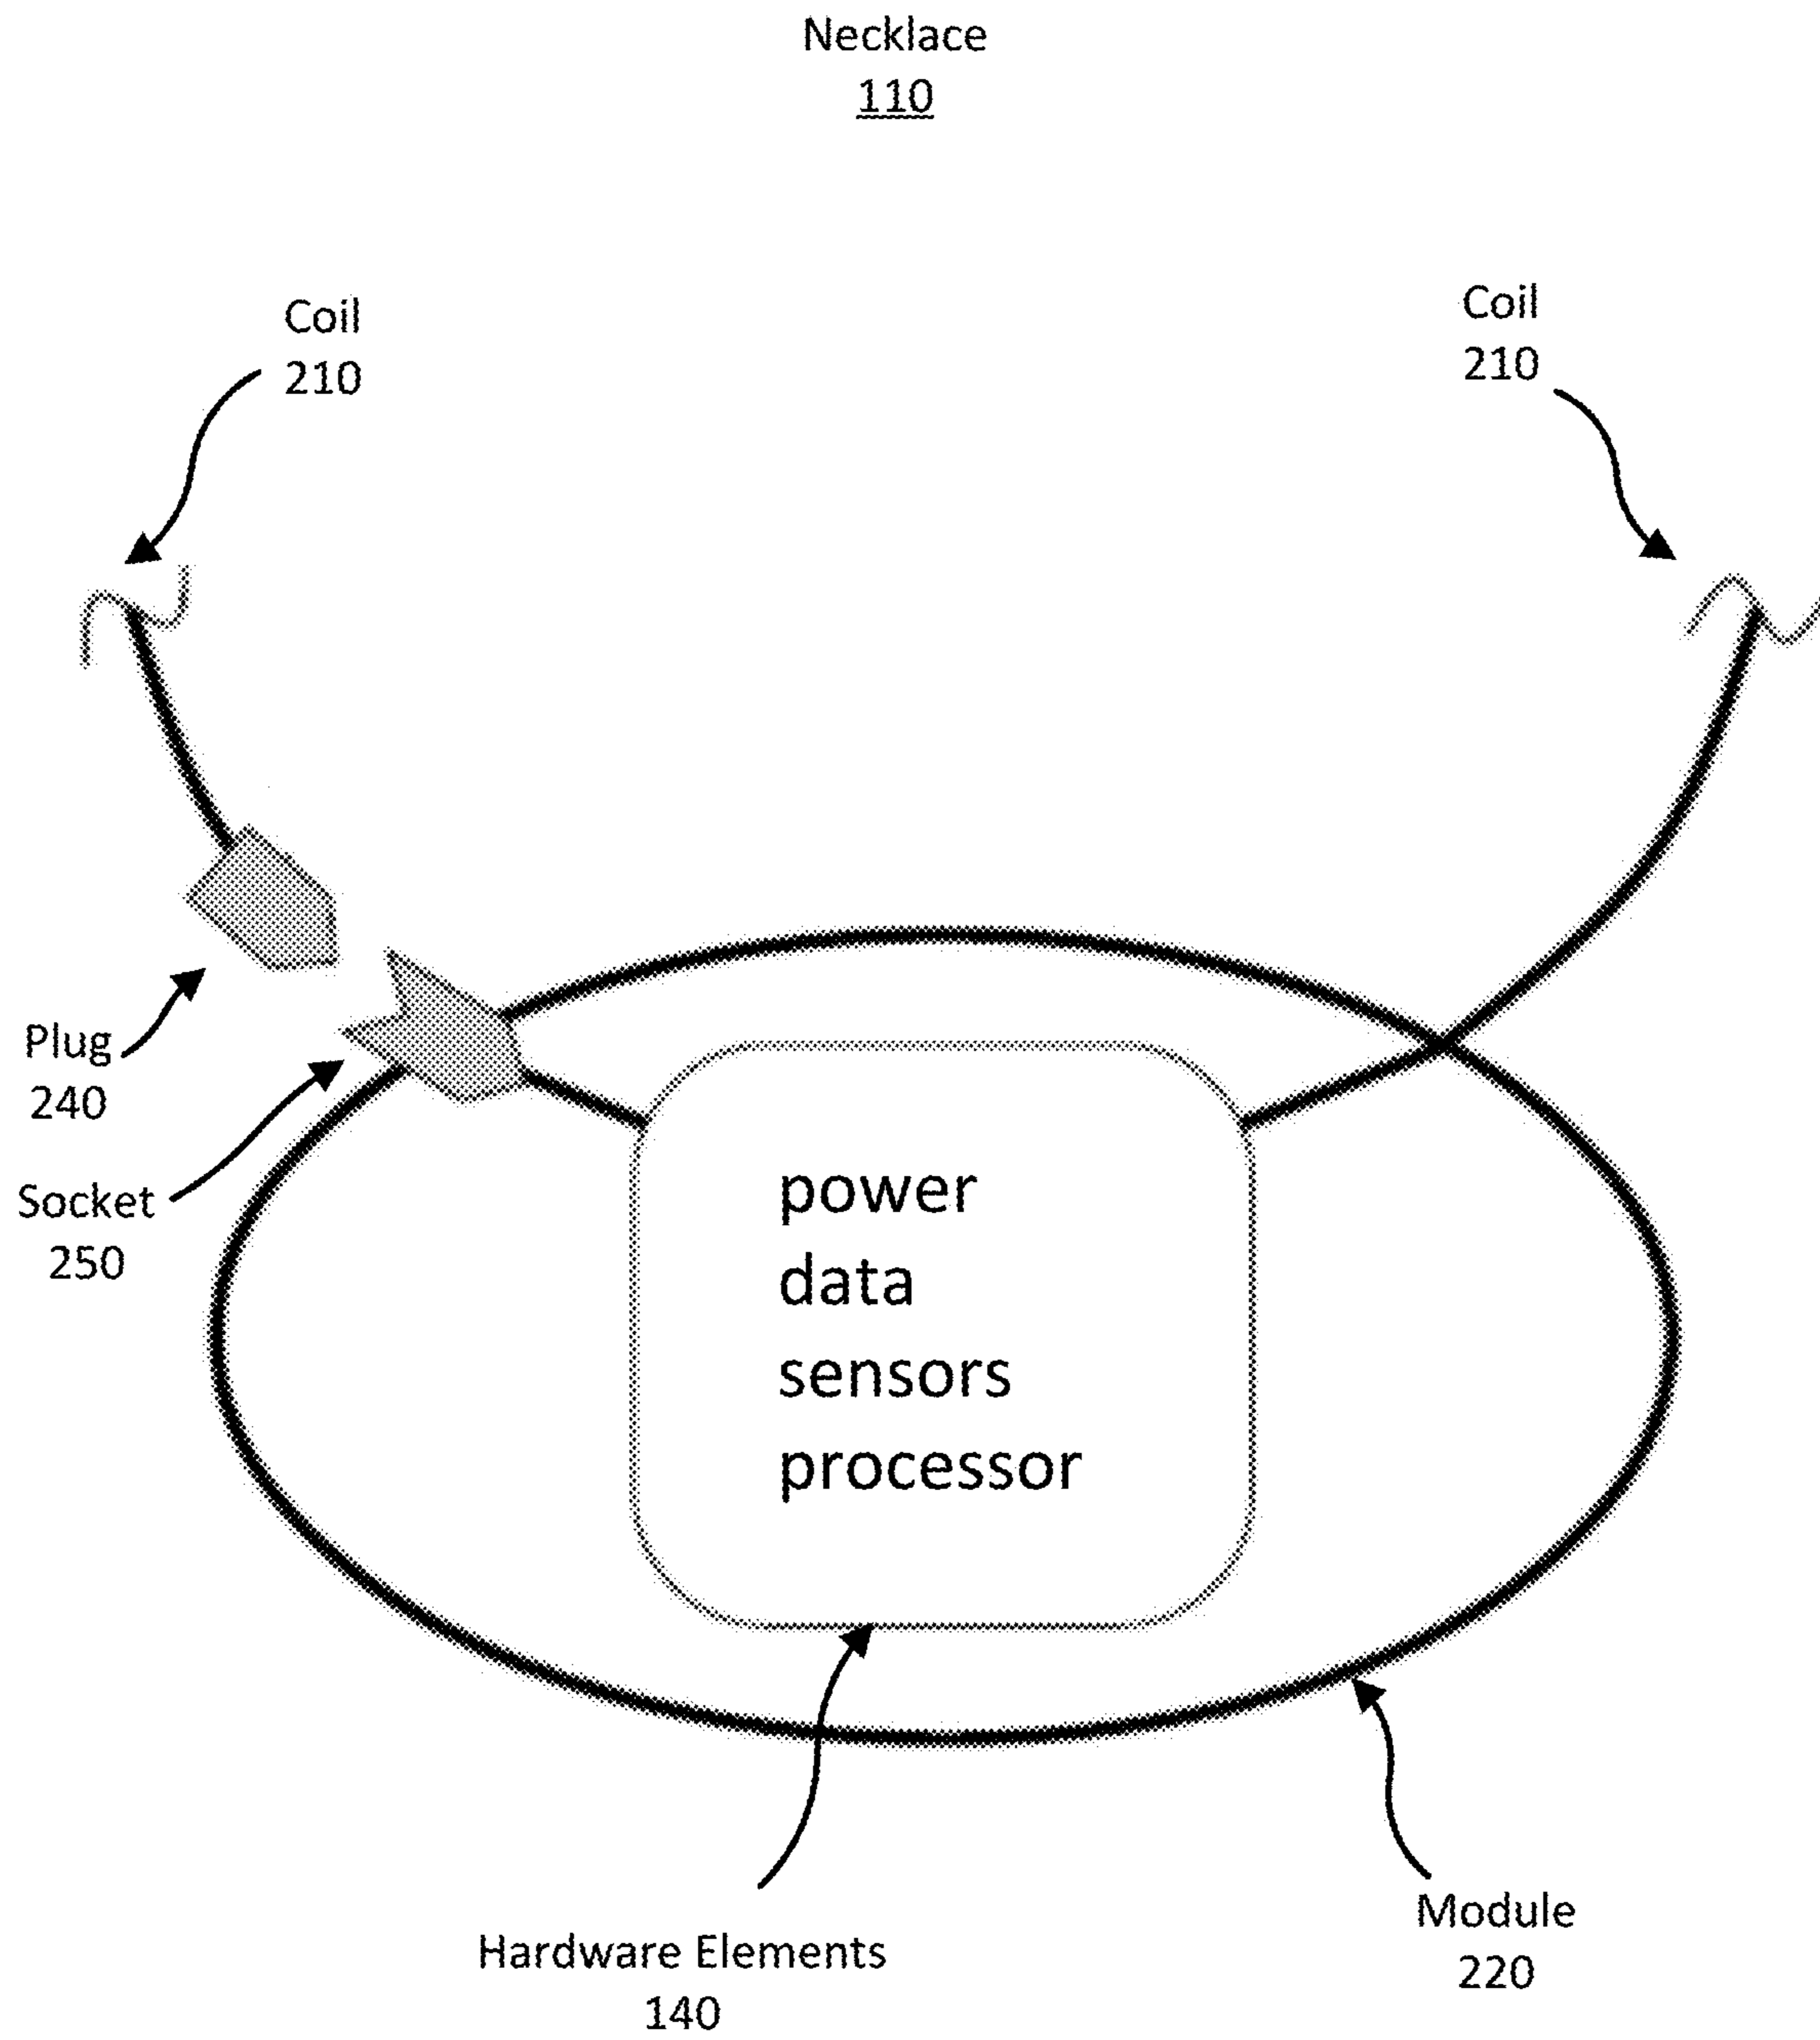 Necklace
110
Coil
210
Coil
210
Plug
240
Socket
250
power
data
sensors
processor
Hardware Elements
140
Module
220